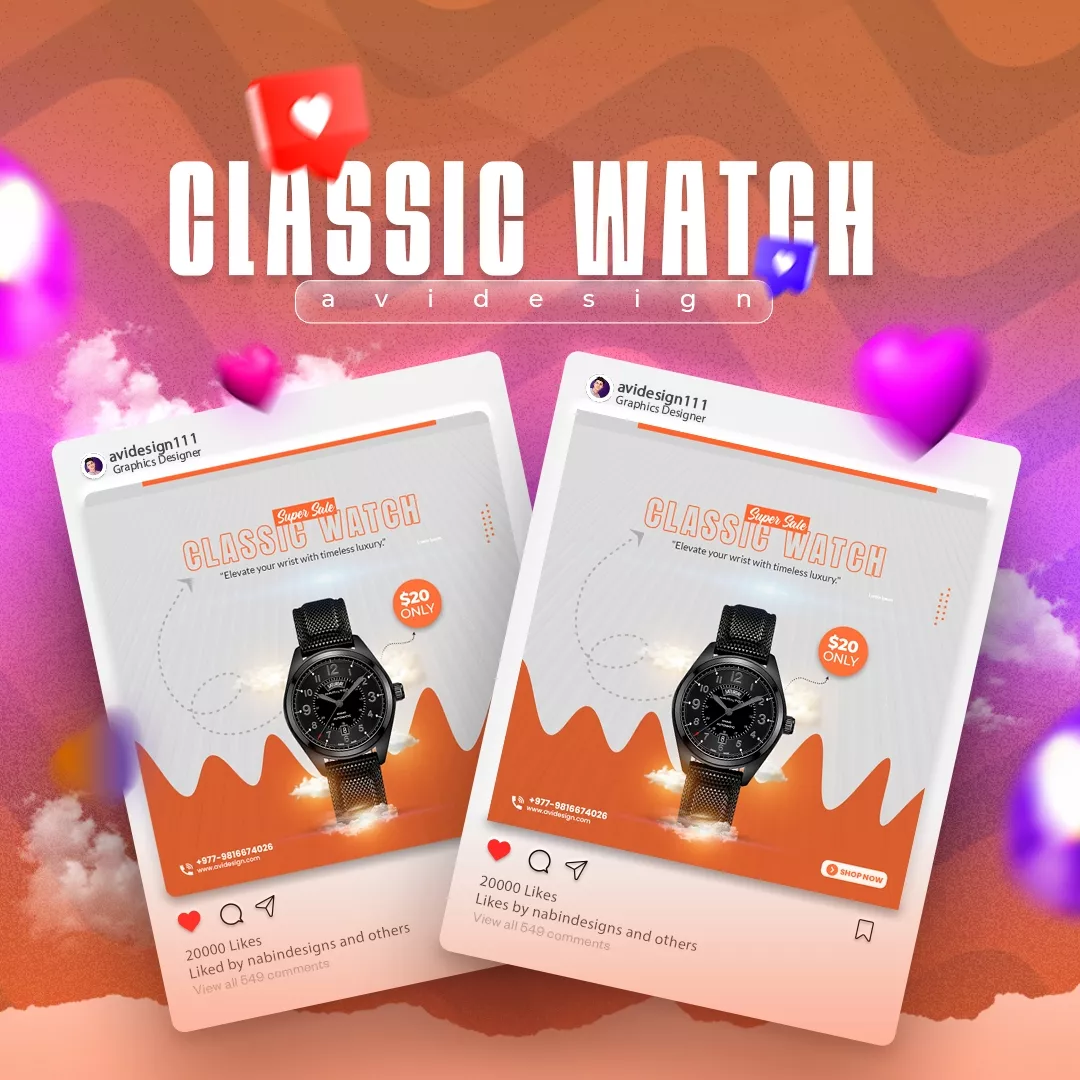 CLASSIC WATCH
avidesign
avidesign111
Graphics Designer
Super Sale
CLASSIC WATCH
"Elevate your wrist with timeless luxury."
$20
ONLY
+977-9816674026
www.avidesign.com
20000 Likes
Liked by nabindesigns and others
View all 549 comments
avidesign111
Graphics Designer
Super Sale
CLASSIC WATCH
"Elevate your wrist with timeless luxury."
$20
ONLY
+977-9816674026
www.avidesign.com
SHOP NOW
20000 Likes
Likes by nabindesigns and others
View all 549 comments